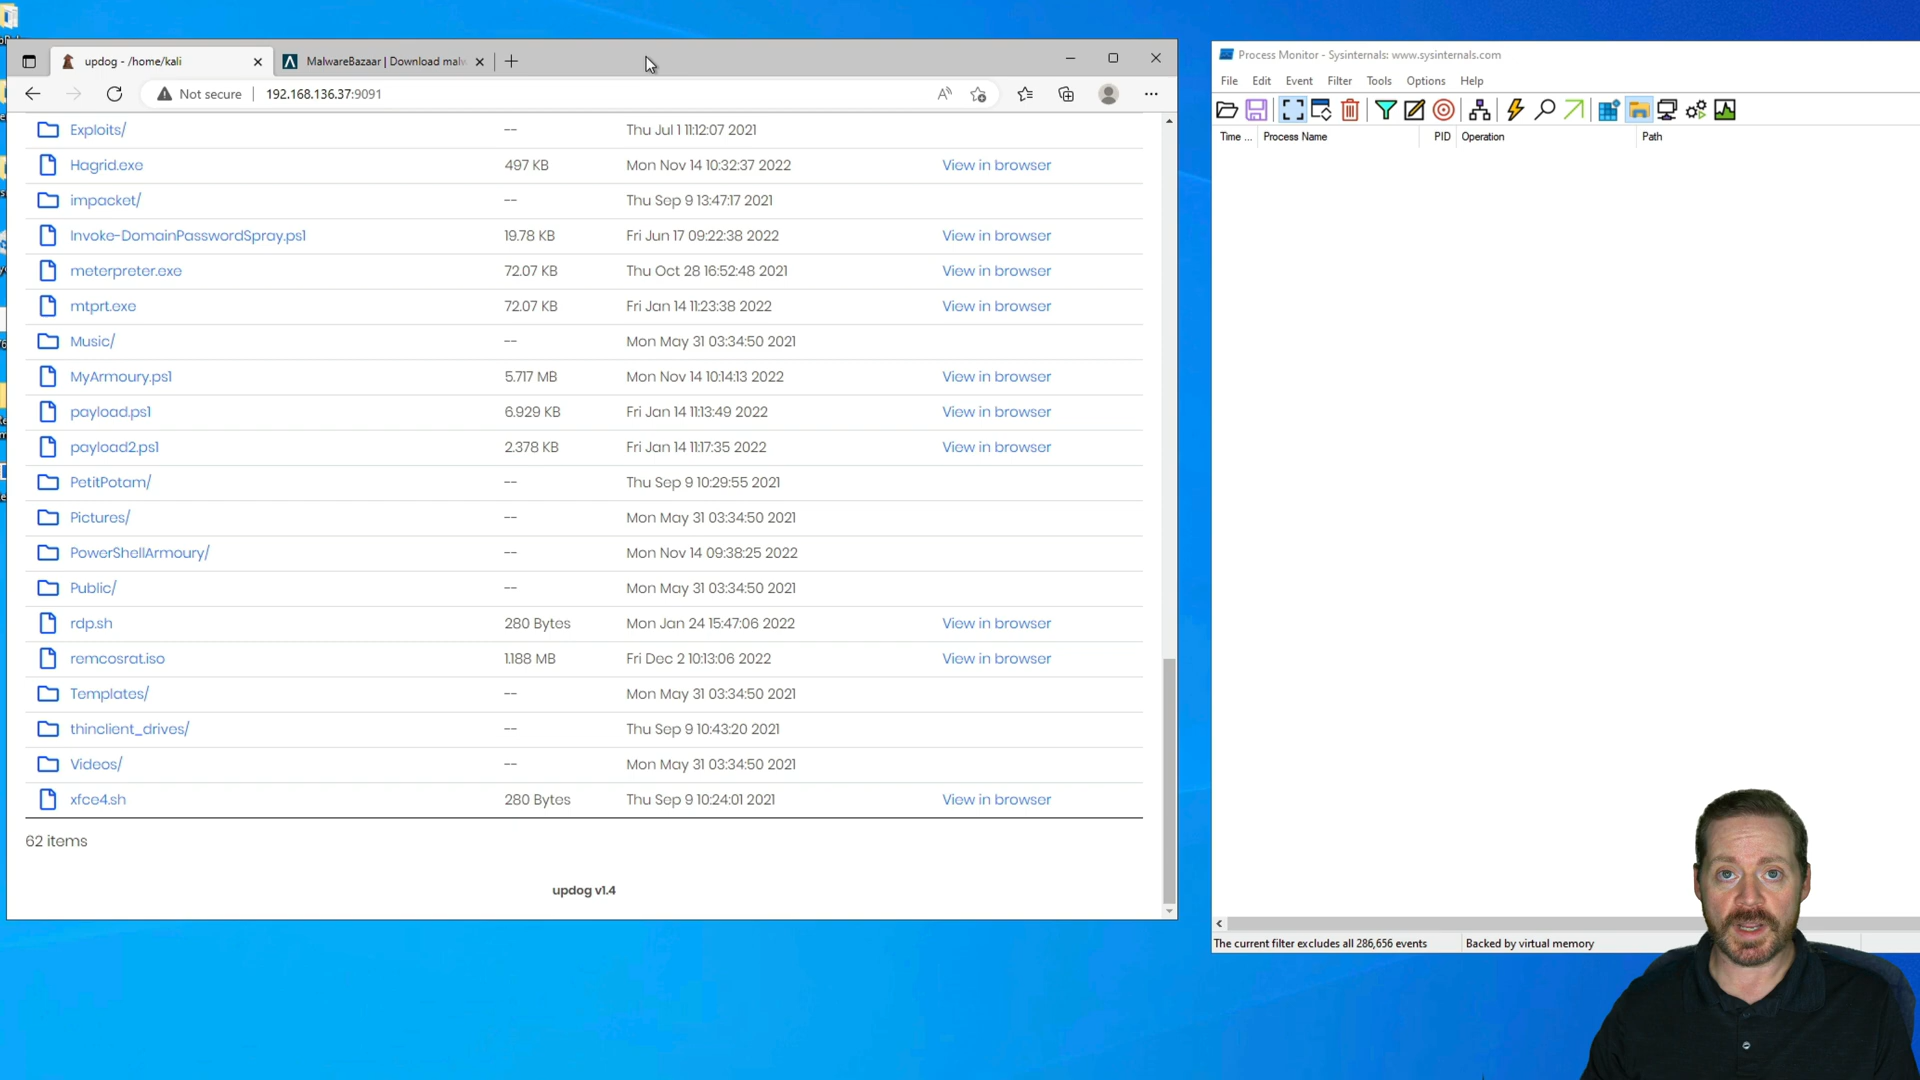 updog - /home/kali
MalwareBazaar | Download mal
Not secure
192.168.136.37:9091
Exploits/ -- Thu Jul 1 11:12:07 2021
Hagrid.exe 497 KB Mon Nov 14 10:32:37 2022 View in browser
impacket/ -- Thu Sep 9 13:47:17 2021
Invoke-DomainPasswordSpray.ps1 19.78 KB Fri Jun 17 09:22:38 2022 View in browser
meterpreter.exe 72.07 KB Thu Oct 28 16:52:48 2021 View in browser
mtprt.exe 72.07 KB Fri Jan 14 11:23:38 2022 View in browser
Music/ -- Mon May 31 03:34:50 2021
MyArmoury.ps1 5.717 MB Mon Nov 14 10:14:13 2022 View in browser
payload.ps1 6.929 KB Fri Jan 14 11:13:49 2022 View in browser
payload2.ps1 2.378 KB Fri Jan 14 11:17:35 2022 View in browser
PetitPotam/ -- Thu Sep 9 10:29:55 2021
Pictures/ -- Mon May 31 03:34:50 2021
PowerShellArmoury/ -- Mon Nov 14 09:38:25 2022
Public/ -- Mon May 31 03:34:50 2021
rdp.sh 280 Bytes Mon Jan 24 15:47:06 2022 View in browser
remcosrat.iso 1.188 MB Fri Dec 2 10:13:06 2022 View in browser
Templates/ -- Mon May 31 03:34:50 2021
thinclient_drives/ -- Thu Sep 9 10:43:20 2021
Videos/ -- Mon May 31 03:34:50 2021
xfce4.sh 280 Bytes Thu Sep 9 10:24:01 2021 View in browser
62 items
updog v1.4
Process Monitor - Sysinternals: www.sysinternals.com
File Edit Event Filter Tools Options Help
Time ... Process Name PID Operation Path
The current filter excludes all 286,656 events
Backed by virtual memory